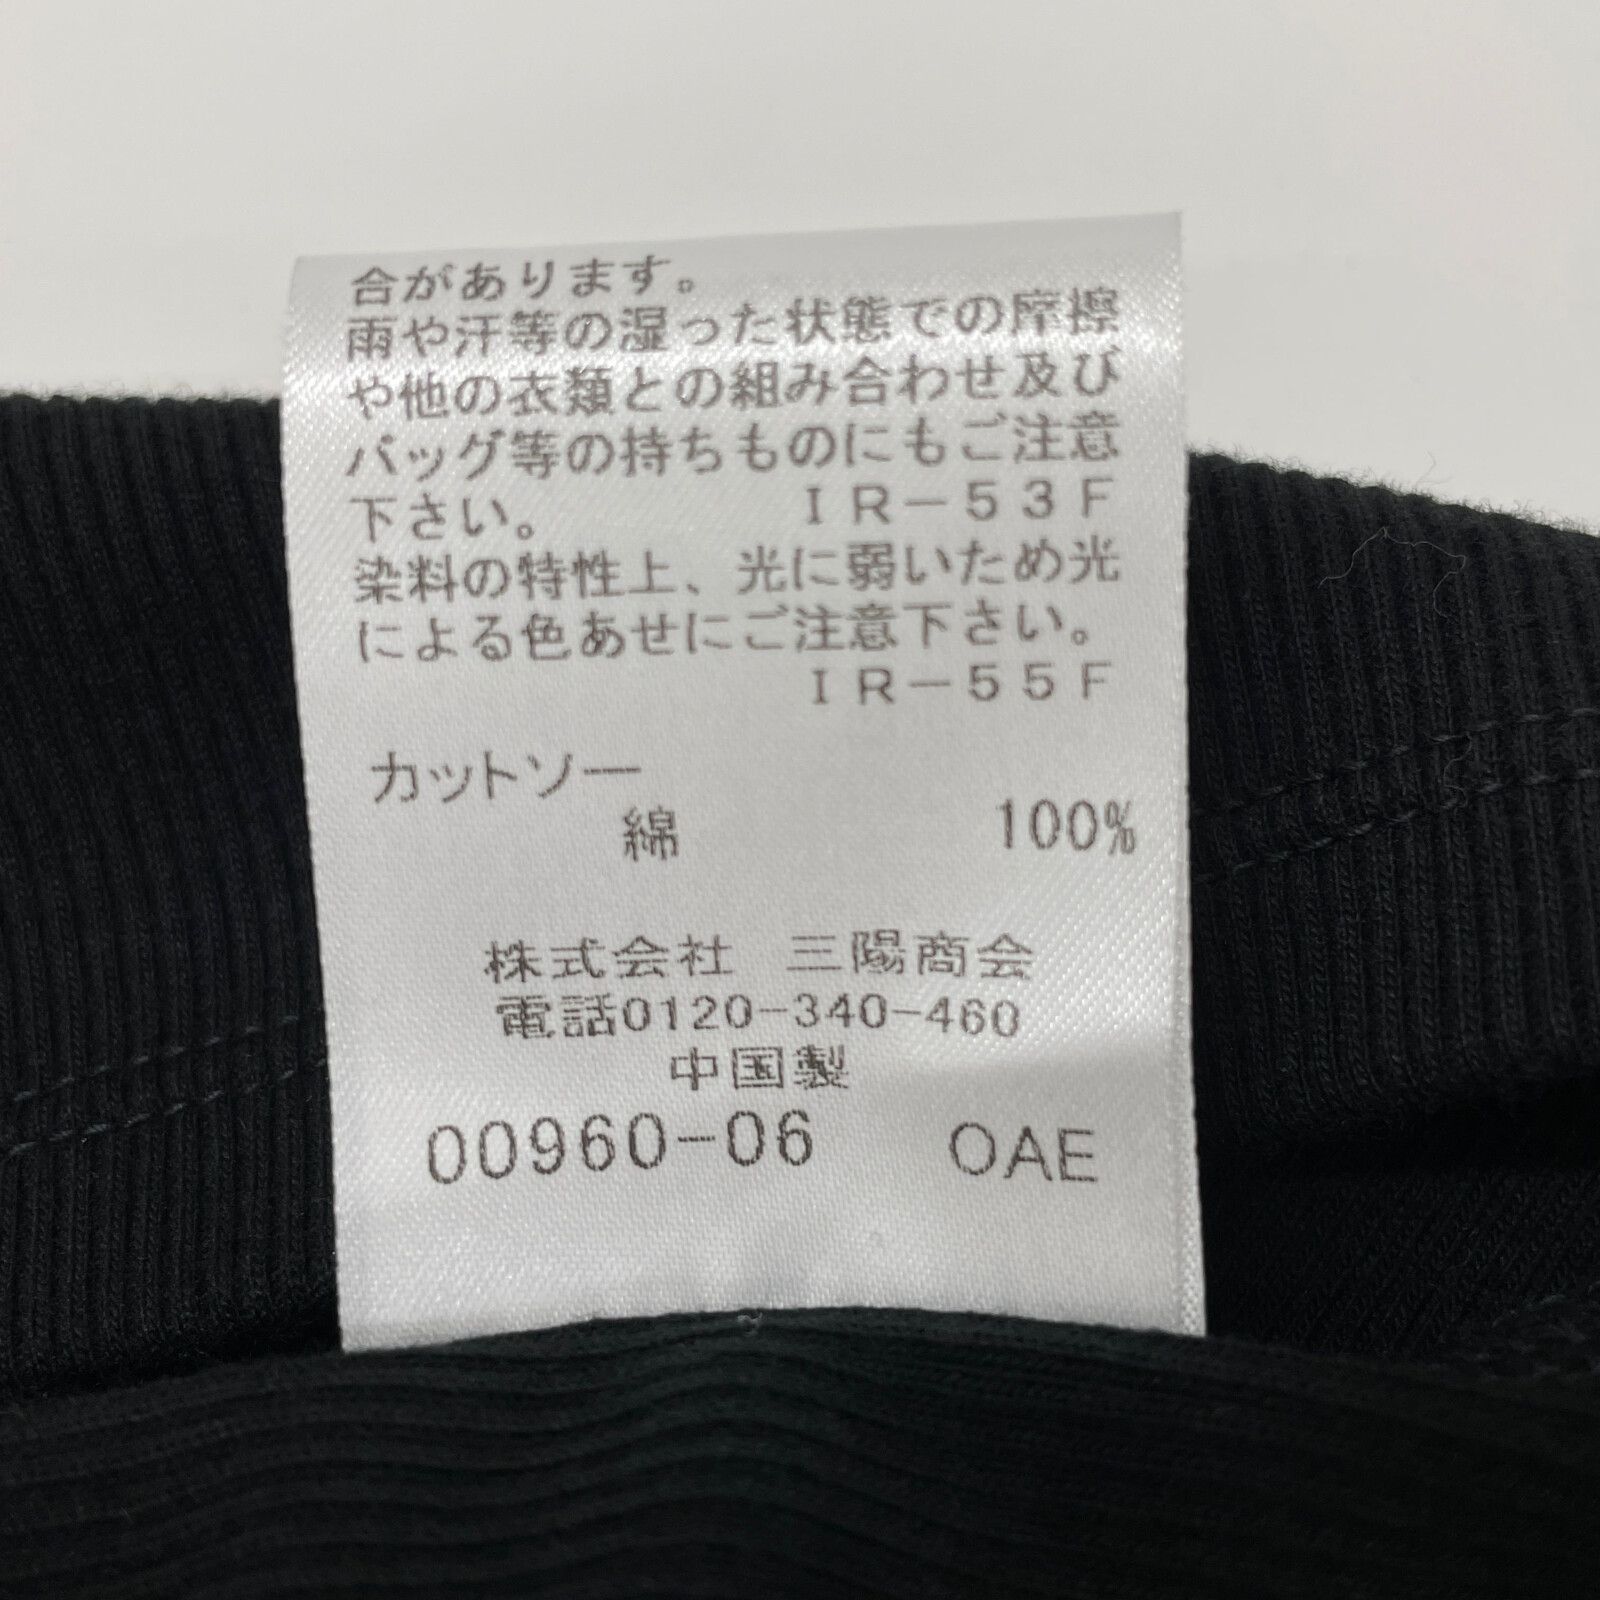 合があります。
雨や汗等の湿った状態での摩擦
や他の衣類との組み合わせ及び
バッグ等の持ちものにもご注意
下さい。 ＩＲ－５３Ｆ
染料の特性上、光に弱いため光
による色あせにご注意下さい。
ＩＲ－５５Ｆ
カットソー
綿 100%
株式会社 三陽商会
電話0120-340-460
中国製
00960-06 OAE